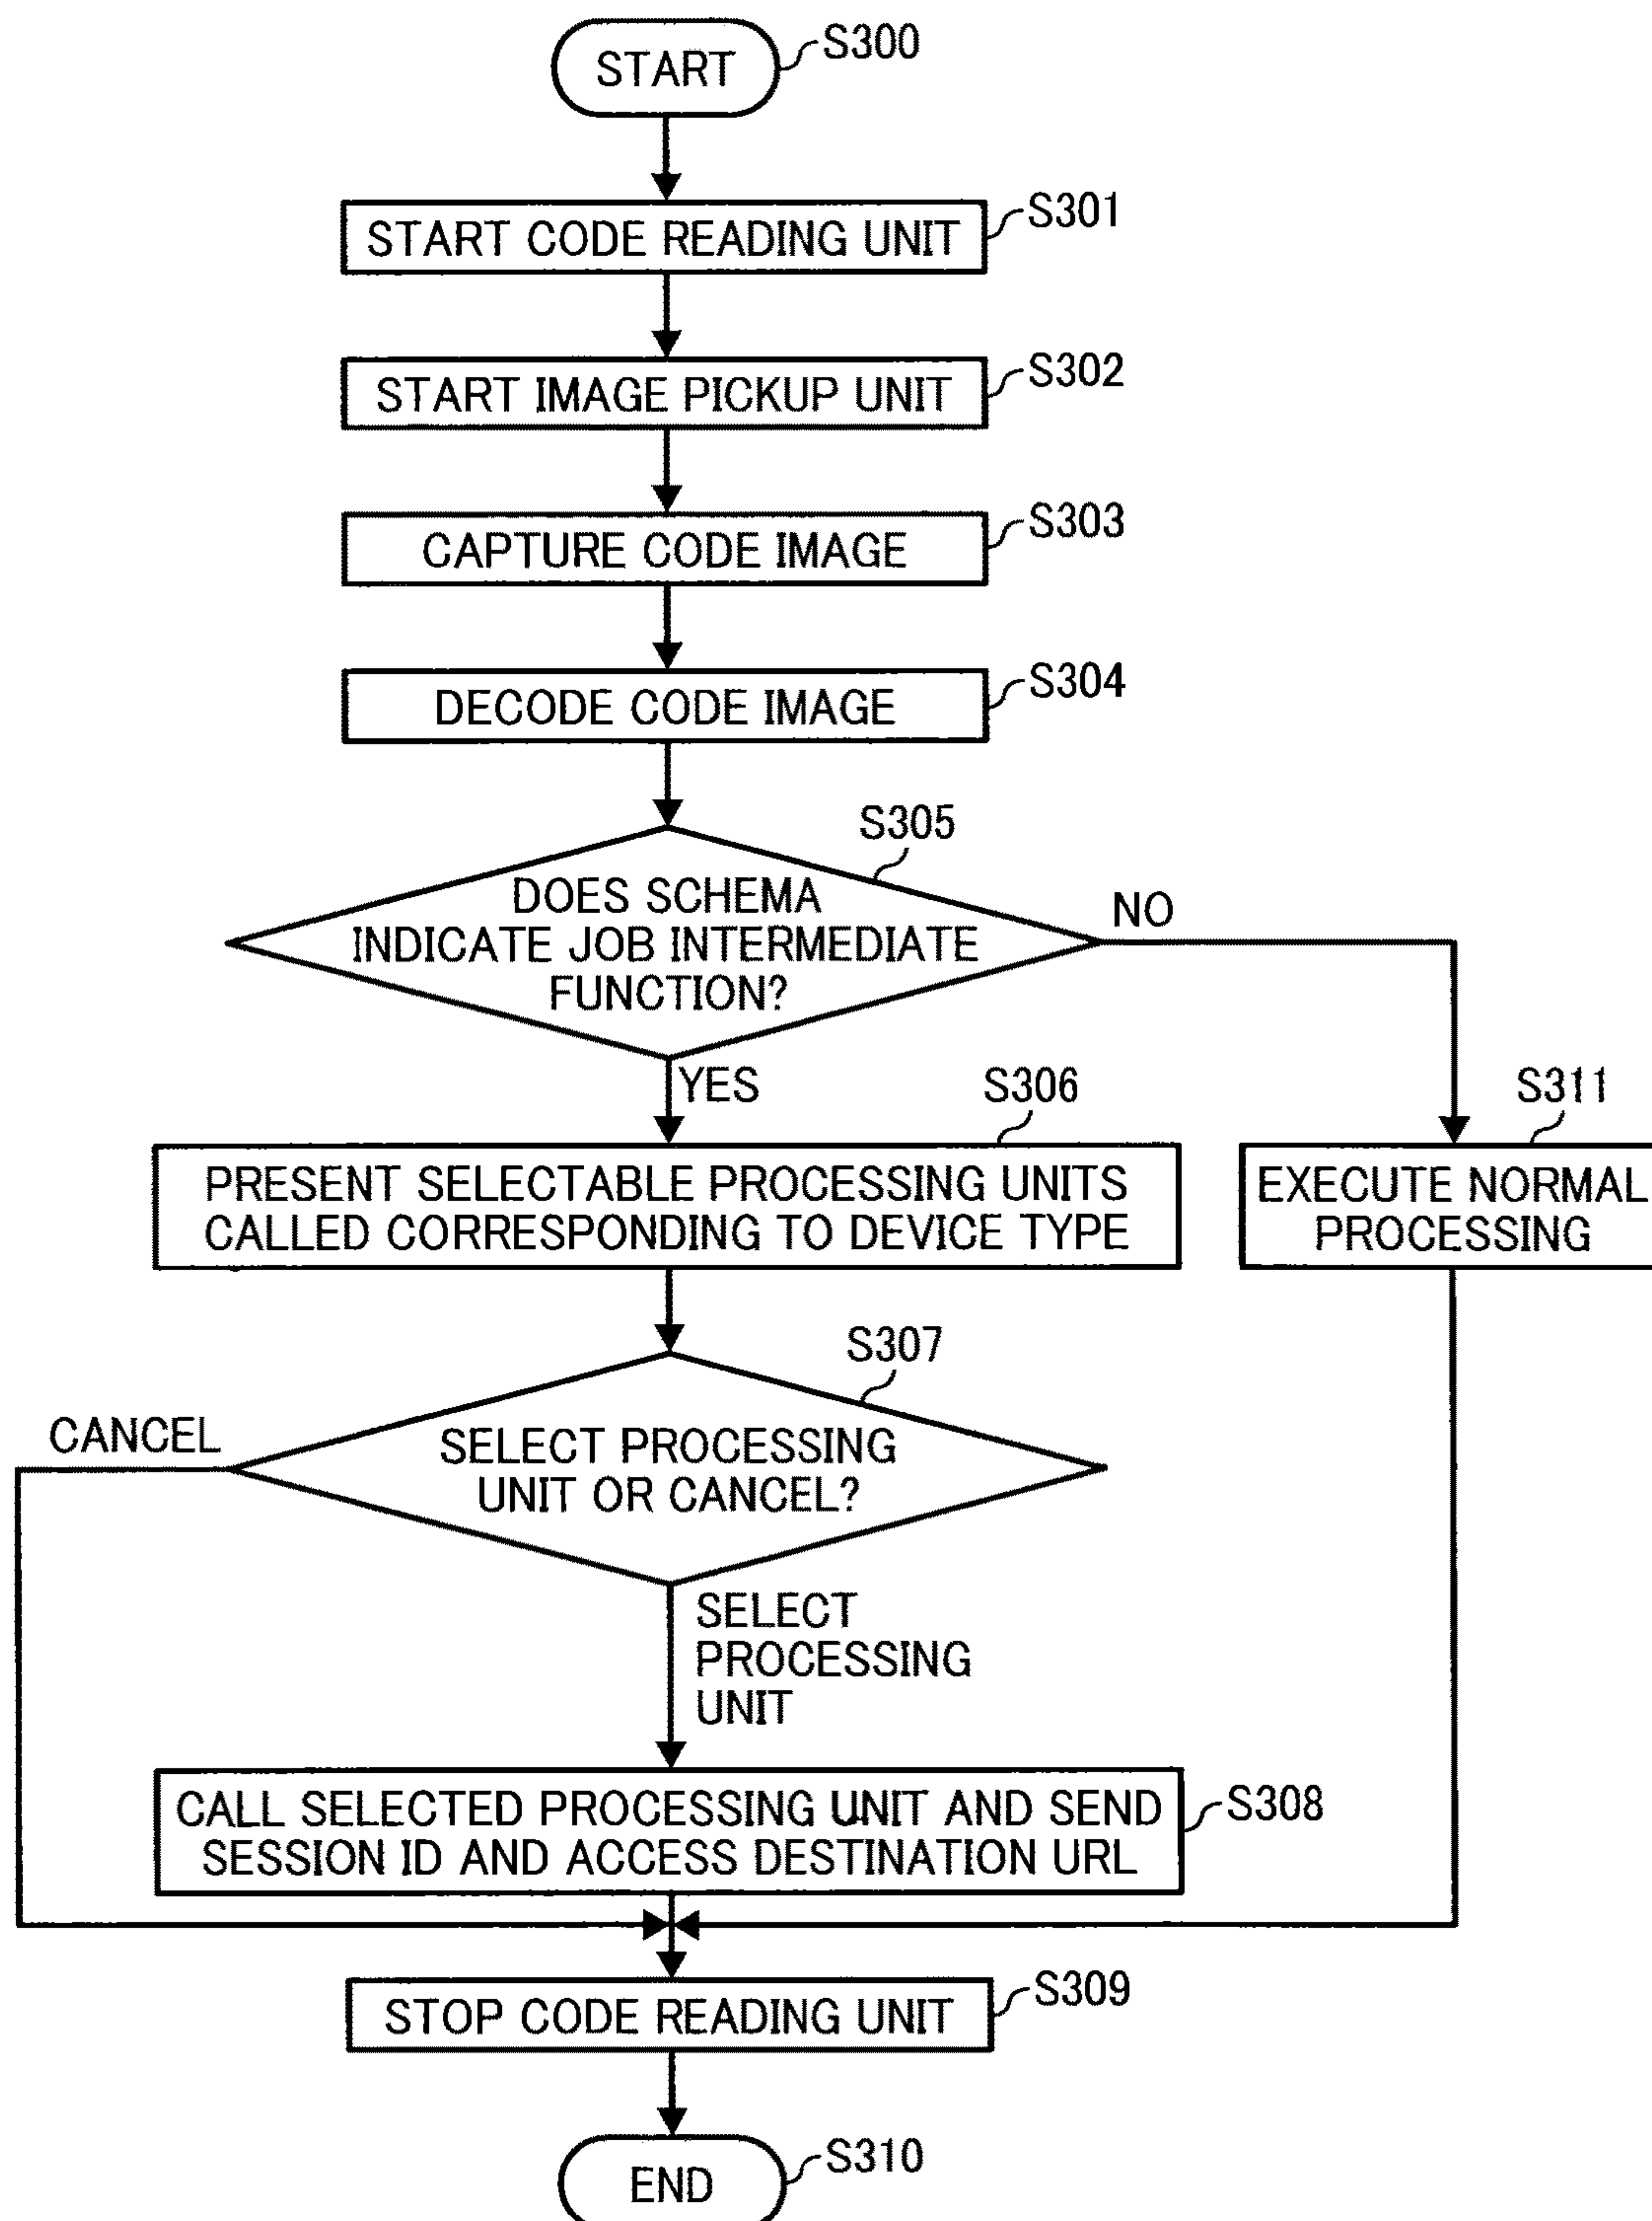 START
S300
START CODE READING UNIT
S301
START IMAGE PICKUP UNIT
S302
CAPTURE CODE IMAGE
S303
DECODE CODE IMAGE
S304
S305
DOES SCHEMA
INDICATE JOB INTERMEDIATE
FUNCTION?
NO
YES
S306
S311
PRESENT SELECTABLE PROCESSING UNITS
CALLED CORRESPONDING TO DEVICE TYPE
EXECUTE NORMAL
PROCESSING
S307
CANCEL
SELECT PROCESSING
UNIT OR CANCEL?
SELECT
PROCESSING
UNIT
CALL SELECTED PROCESSING UNIT AND SEND
SESSION ID AND ACCESS DESTINATION URL
S308
STOP CODE READING UNIT
S309
END
S310